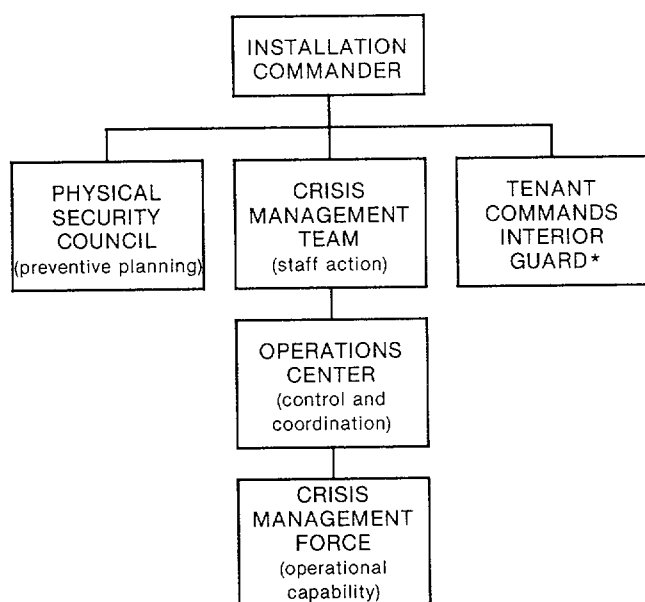 INSTALLATION
COMMANDER
PHYSICAL
SECURITY
COUNCIL
(preventive planning)
CRISIS
MANAGEMENT
TEAM
(staff action)
TENANT
COMMANDS
INTERIOR
GUARD*
OPERATIONS
CENTER
(control and
coordination)
CRISIS
MANAGEMENT
FORCE
(operational
capability)